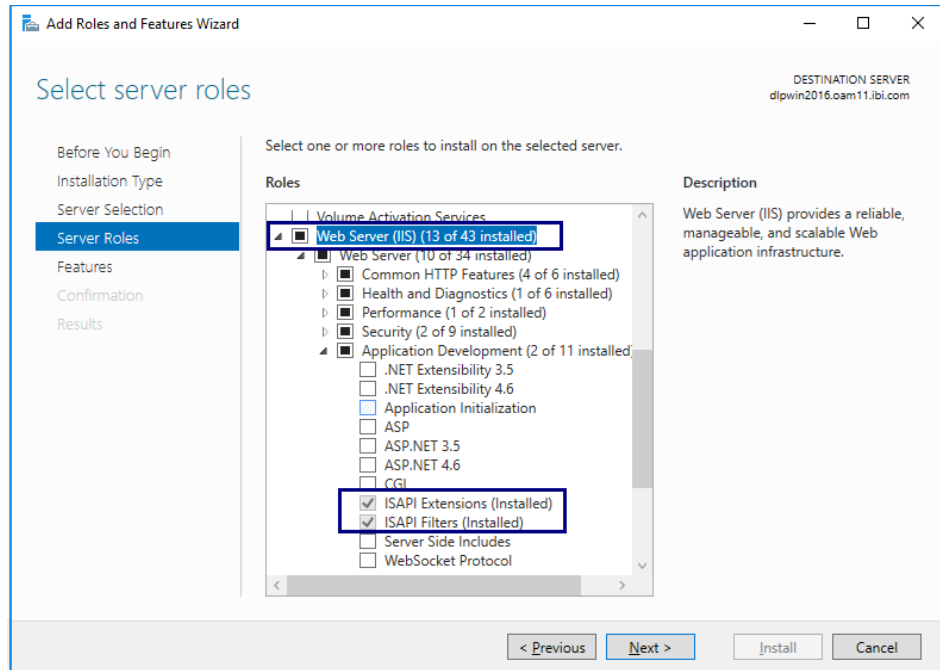 Add Roles and Features Wizard
Select server roles
DESTINATION SERVER
dlpwin2016.oam11.ibi.com
Before You Begin
Installation Type
Server Selection
Server Roles
Features
Confirmation
Results
Select one or more roles to install on the selected server.
Roles
Volume Activation Services
Web Server (IIS) (13 of 43 installed)
Web Server (10 of 34 installed)
Common HTTP Features (4 of 6 installed)
Health and Diagnostics (1 of 6 installed)
Performance (1 of 2 installed)
Security (2 of 9 installed)
Application Development (2 of 11 installed)
.NET Extensibility 3.5
.NET Extensibility 4.6
Application Initialization
ASP
ASP.NET 3.5
ASP.NET 4.6
CGI
ISAPI Extensions (Installed)
ISAPI Filters (Installed)
Server Side Includes
WebSocket Protocol
Description
Web Server (IIS) provides a reliable,
manageable, and scalable Web
application infrastructure.
< Previous
Next >
Install
Cancel